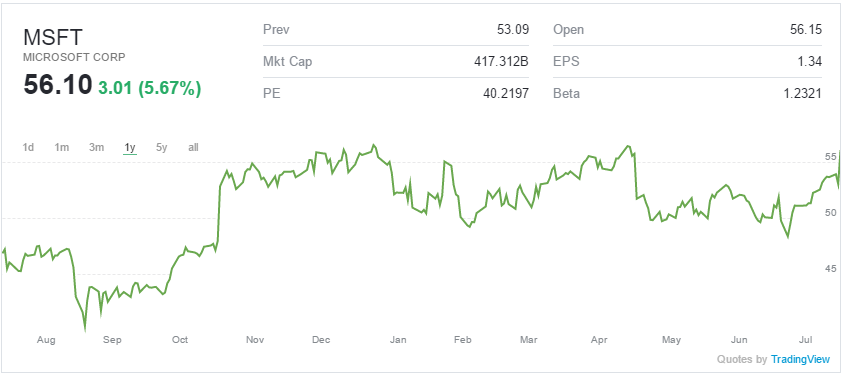 MSFT
MICROSOFT CORP
56.10 3.01 (5.67%)
Prev 53.09
Open 56.15
Mkt Cap 417.312B
EPS 1.34
PE 40.2197
Beta 1.2321
1d 1m 3m 1y 5y all
55
50
45
Aug Sep Oct Nov Dec Jan Feb Mar Apr May Jun Jul
Quotes by TradingView